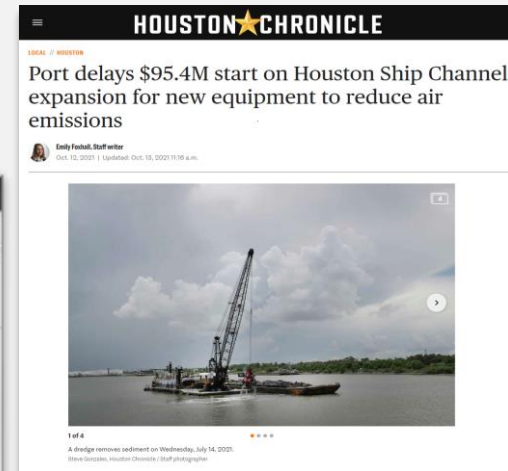 HOUSTON CHRONICLE
LOCAL // HOUSTON
Port delays $95.4M start on Houston Ship Channel
expansion for new equipment to reduce air
emissions
Emily Foxhall, Staff writer
Oct. 12, 2021 | Updated: Oct. 13, 2021 11:16 a.m.
4
1 of 4
A dredge removes sediment on Wednesday, July 14, 2021.
Steve Gonzales, Houston Chronicle / Staff photographer